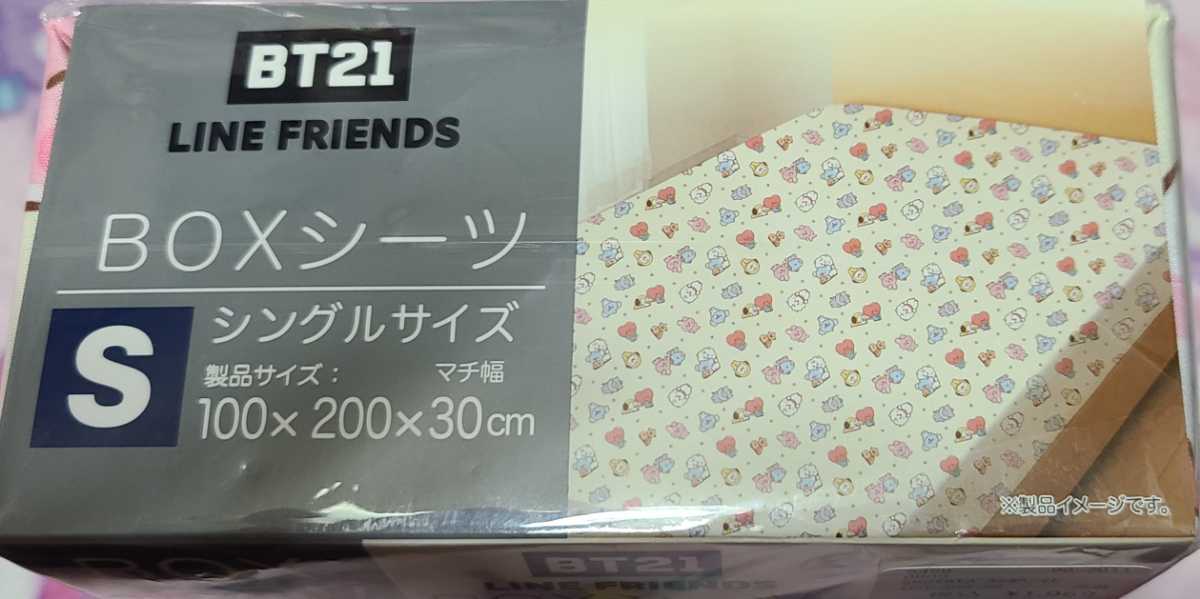 BT21
LINE FRIENDS
BOXシーツ
S
シングルサイズ
製品サイズ： マチ幅
100×200×30cm
※製品イメージです。
BOX
BT21
LINE FRIENDS